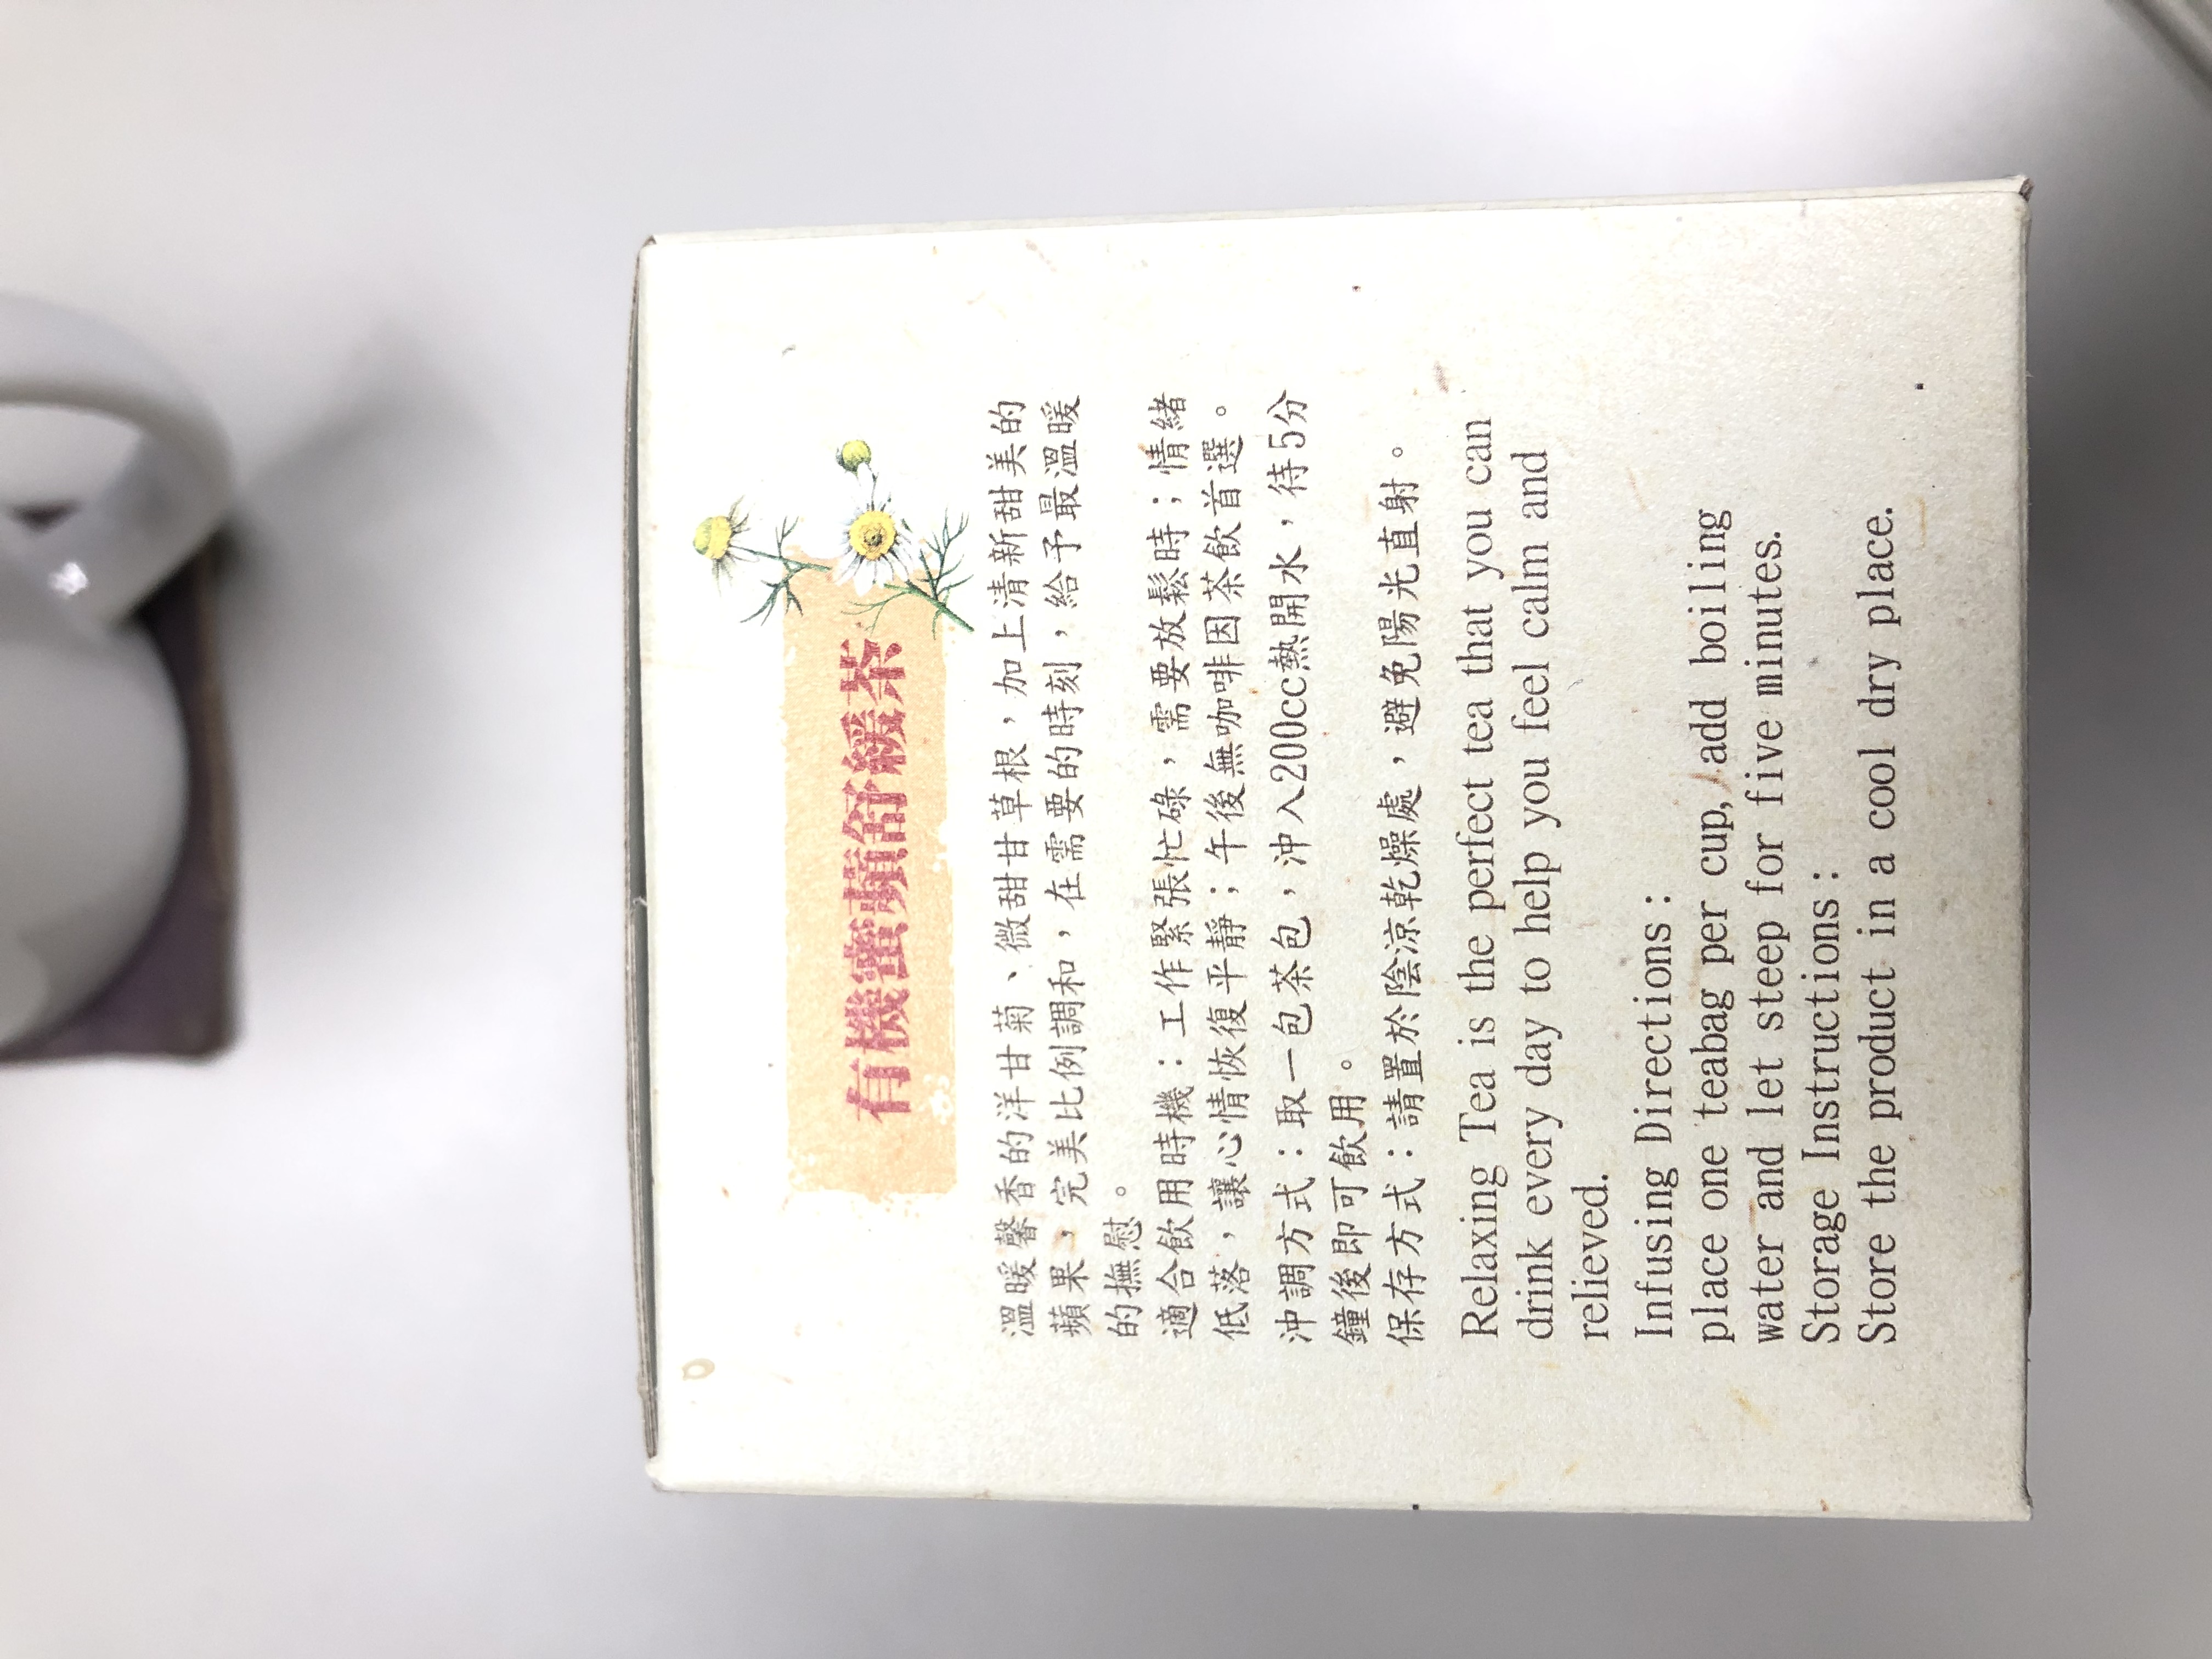 有機蜜蘋舒緩茶
溫暖馨香的洋甘菊、微甜甘草根，加上清新甜美的
蘋果，完美比例調和，在需要的時刻，給予最溫暖
的撫慰。
適合飲用時機：工作緊張忙碌，需要放鬆時；情緒
低落，讓心情恢復平靜；午後無咖啡因茶飲首選。
沖調方式：取一包茶包，沖入200cc熱開水，待5分
鐘後即可飲用。
保存方式：請置於陰涼乾燥處，避免陽光直射。
Relaxing Tea is the perfect tea that you can
drink every day to help you feel calm and
relieved.
Infusing Directions:
place one teabag per cup, add boiling
water and let steep for five minutes.
Storage Instructions:
Store the product in a cool dry place.